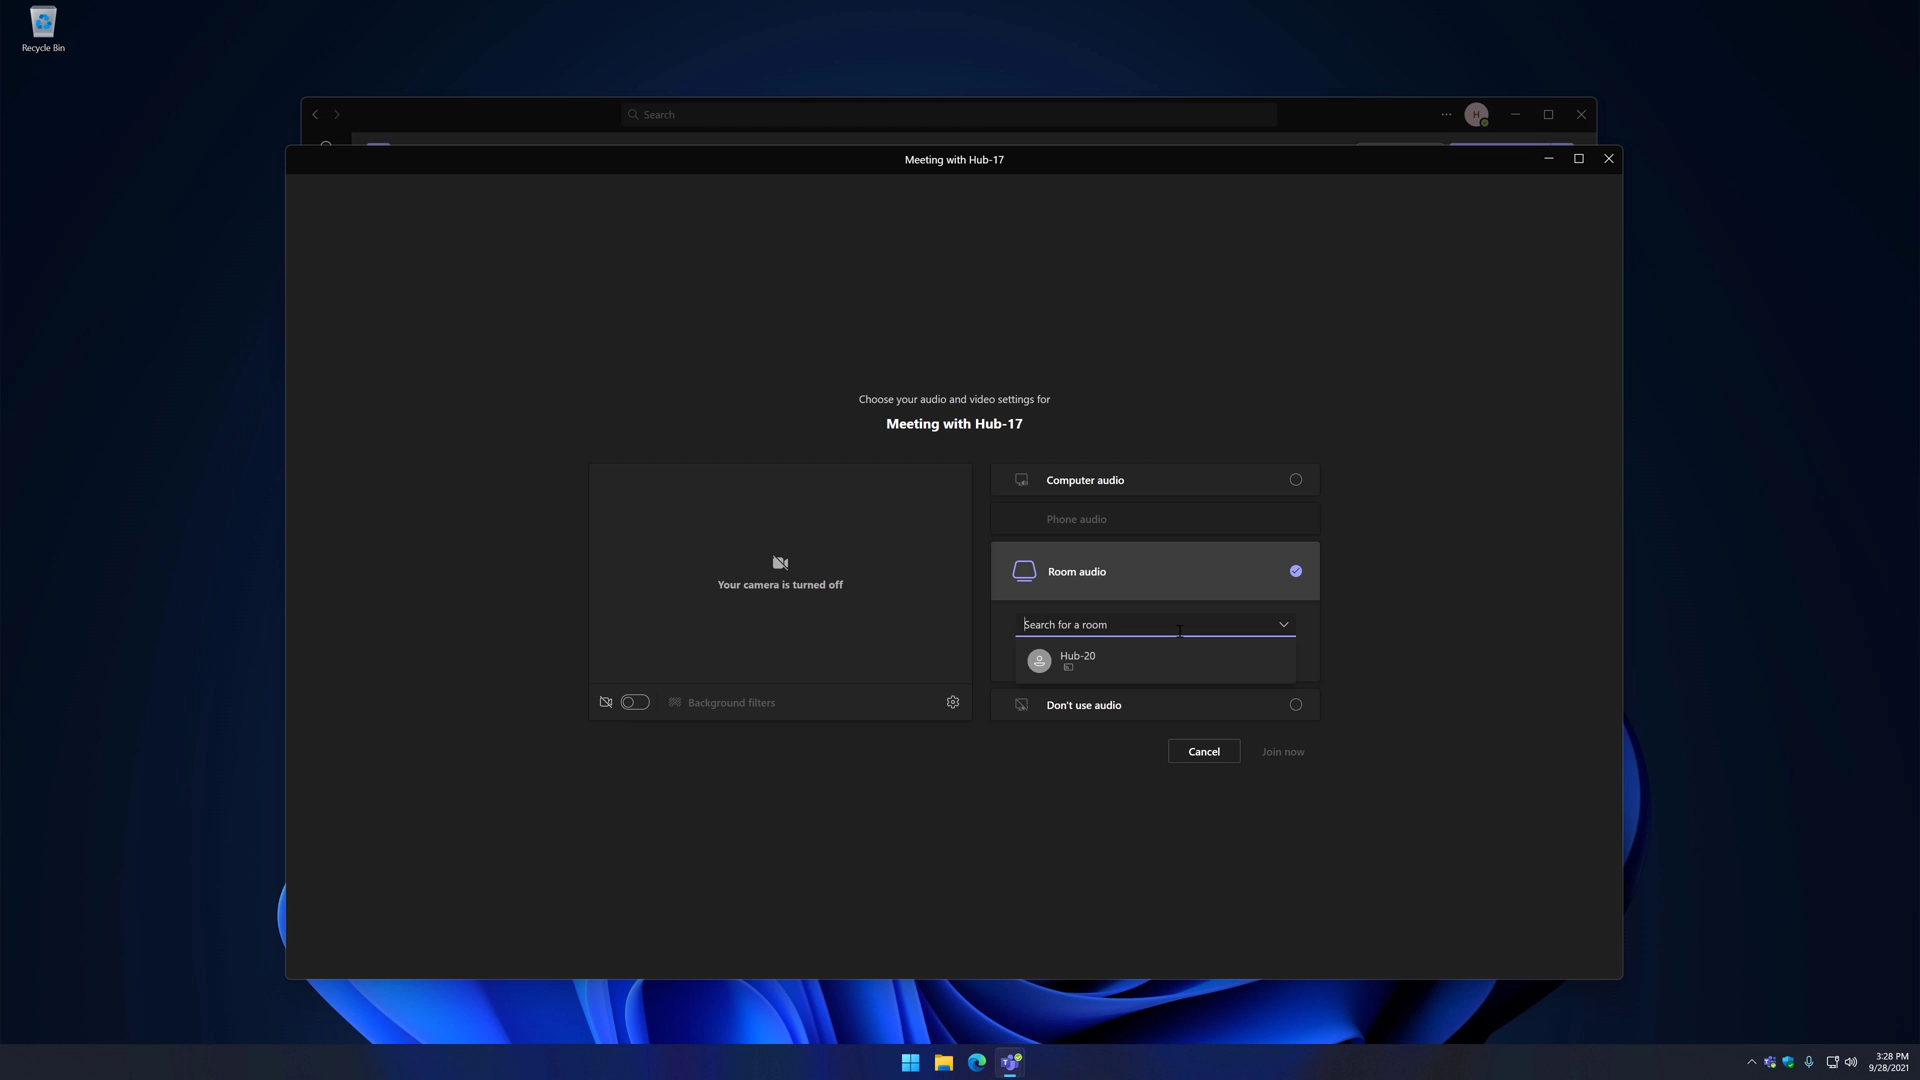 Recycle Bin
Search
H
Meeting with Hub-17
Choose your audio and video settings for
Meeting with Hub-17
Computer audio
Phone audio
Room audio
Your camera is turned off
Search for a room
Hub-20
Background filters
Don't use audio
Cancel
Join now
3:28 PM
9/28/2021